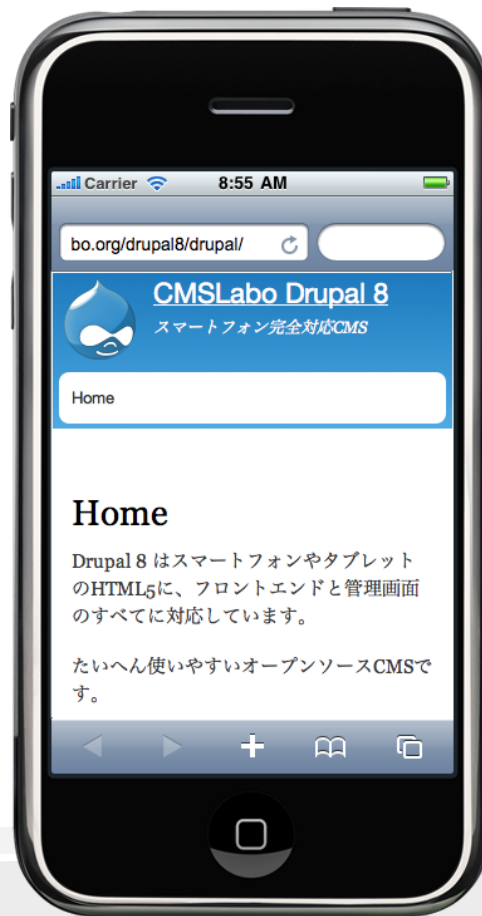 Carrier 8:55 AM
bo.org/drupal8/drupal/
CMSLabo Drupal 8
スマートフォン完全対応CMS
Home
Home
Drupal 8 はスマートフォンやタブレット
のHTML5に、フロントエンドと管理画面
のすべてに対応しています。
たいへん使いやすいオープンソースCMSで
す。